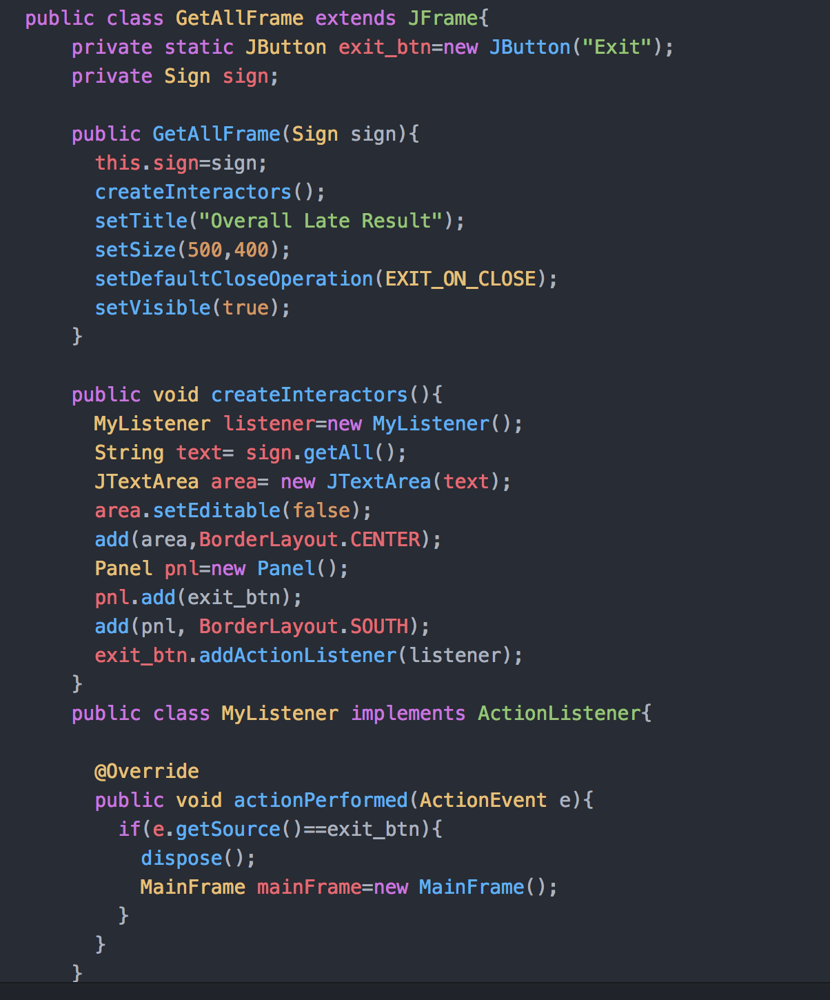 public class GetAllFrame extends JFrame{
private static JButton exit_btn=new JButton("Exit");
private Sign sign;
public GetAllFrame(Sign sign){
this.sign=sign;
createInteractors();
setTitle("Overall Late Result");
setSize(500,400);
setDefaultCloseOperation(EXIT_ON_CLOSE);
setVisible(true);
}
public void createInteractors(){
MyListener listener=new MyListener();
String text= sign.getAll();
JTextArea area= new JTextArea(text);
area.setEditable(false);
add(area,BorderLayout.CENTER);
Panel pnl=new Panel();
pnl.add(exit_btn);
add(pnl, BorderLayout.SOUTH);
exit_btn.addActionListener(listener);
}
public class MyListener implements ActionListener{
@Override
public void actionPerformed(ActionEvent e){
if(e.getSource()==exit_btn){
dispose();
MainFrame mainFrame=new MainFrame();
}
}
}